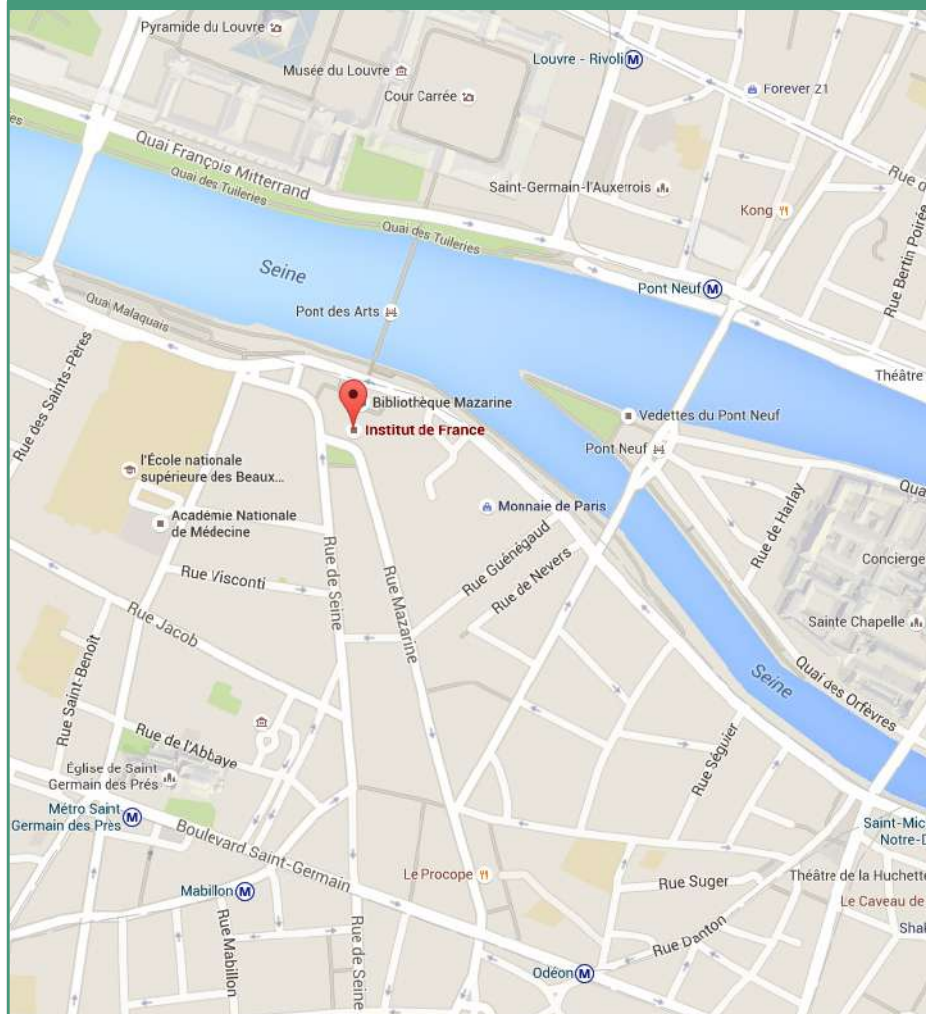 Pyramide du Louvre
Louvre - Rivoli M
Musée du Louvre
Forever 21
Cour Carrée
Quai François Mitterrand
Quai des Tuileries
Saint-Germain-l'Auxerrois
Kong
Rue Bertin Poirée
Quai des Tuileries
Seine
Pont Neuf M
Quai Malaquais
Pont des Arts
Théâtre
Rue des Saints-Pères
Bibliothèque Mazarine
Vedettes du Pont Neuf
Institut de France
Pont Neuf
l'École nationale
supérieure des Beaux...
Monnaie de Paris
Académie Nationale
de Médecine
Rue de Harlay
Rue Guénégaud
Rue de Nevers
Rue de Seine
Rue Mazarine
Rue Visconti
Sainte Chapelle
Rue Jacob
Seine
Quai des Orfèvres
Rue Saint-Benoît
Rue de l'Abbaye
Rue Séguier
Église de Saint
Germain des Prés
Métro Saint
Germain des Près M
Boulevard Saint-Germain
Le Procope
Mabillon M
Rue Suger
Théâtre de la Huchette
Le Caveau de
Rue Mabillon
Rue de Seine
Rue Danton
Odéon M